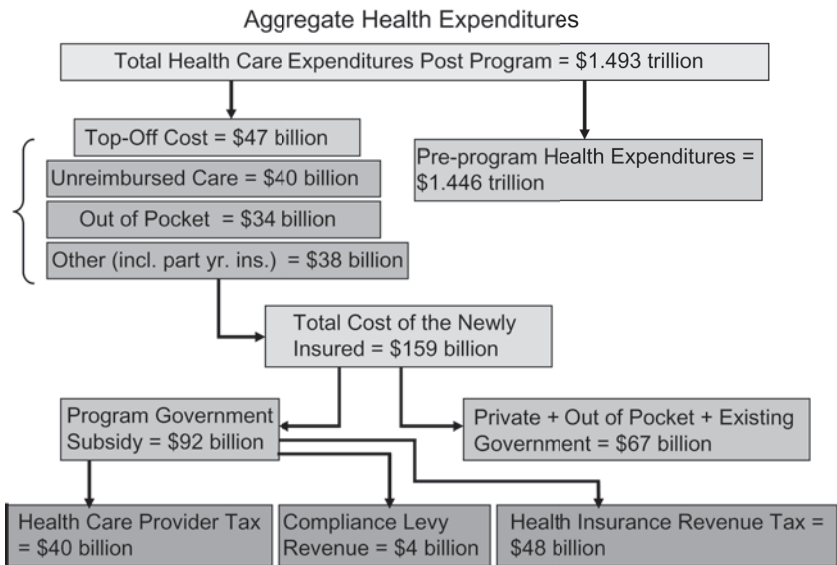 Aggregate Health Expenditures
Total Health Care Expenditures Post Program = $1.493 trillion
Top-Off Cost = $47 billion
Pre-program Health Expenditures =
$1.446 trillion
Unreimbursed Care = $40 billion
Out of Pocket = $34 billion
Other (incl. part yr. ins.) = $38 billion
Total Cost of the Newly
Insured = $159 billion
Program Government
Subsidy = $92 billion
Private + Out of Pocket + Existing
Government = $67 billion
Health Care Provider Tax
= $40 billion
Compliance Levy
Revenue = $4 billion
Health Insurance Revenue Tax =
$48 billion